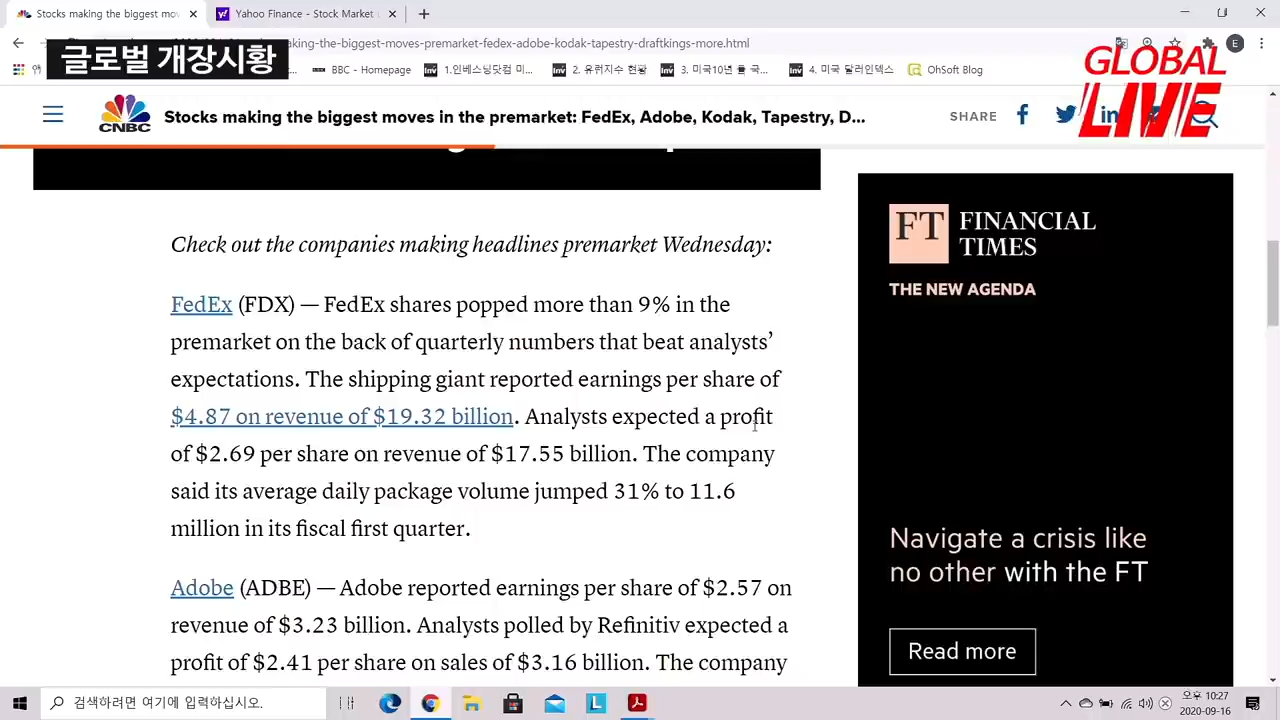 Stocks making the biggest mov
Yahoo Finance - Stock Market L
글로벌 개장시황
aking-the-biggest-moves-premarket-fedex-adobe-kodak-tapestry-draftkings-more.html
BBC - Homepage
1.인베스팅닷컴 미...
2. 유뤄지수 현황
3. 미국10년 물 국...
4. 미국 달러인덱스
OhSoft Blog
GLOBAL
LIVE
CNBC
Stocks making the biggest moves in the premarket: FedEx, Adobe, Kodak, Tapestry, D...
SHARE
Check out the companies making headlines premarket Wednesday:
FedEx (FDX) — FedEx shares popped more than 9% in the
premarket on the back of quarterly numbers that beat analysts’
expectations. The shipping giant reported earnings per share of
$4.87 on revenue of $19.32 billion. Analysts expected a profit
of $2.69 per share on revenue of $17.55 billion. The company
said its average daily package volume jumped 31% to 11.6
million in its fiscal first quarter.
Adobe (ADBE) — Adobe reported earnings per share of $2.57 on
revenue of $3.23 billion. Analysts polled by Refinitiv expected a
profit of $2.41 per share on sales of $3.16 billion. The company
FT FINANCIAL
TIMES
THE NEW AGENDA
Navigate a crisis like
no other with the FT
Read more
검색하려면 여기에 입력하십시오.
오후 10:27
2020-09-16